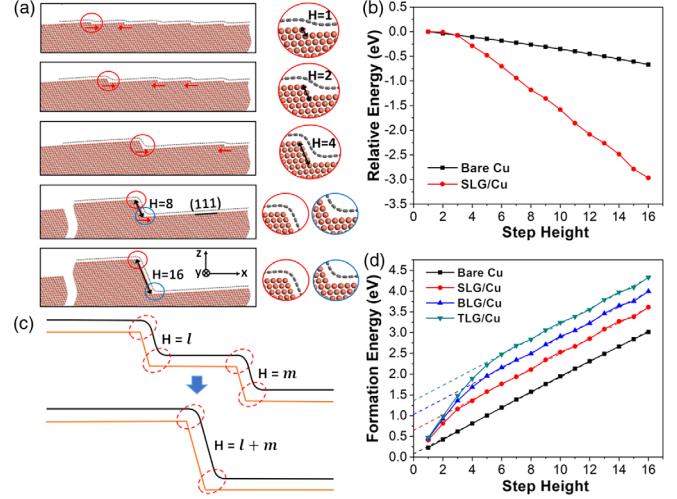 (a)
H=1
H=2
H=4
H=8
(111)
H=16
z
y
x
(b)
Relative Energy (eV)
0.0
-0.5
-1.0
-1.5
-2.0
-2.5
-3.0
-3.5
Bare Cu
SLG/Cu
0 2 4 6 8 10 12 14 16
Step Height
(c)
H = l
H = m
H = l + m
(d)
Formation Energy (eV)
4.5
4.0
3.5
3.0
2.5
2.0
1.5
1.0
0.5
0.0
Bare Cu
SLG/Cu
BLG/Cu
TLG/Cu
0 2 4 6 8 10 12 14 16
Step Height